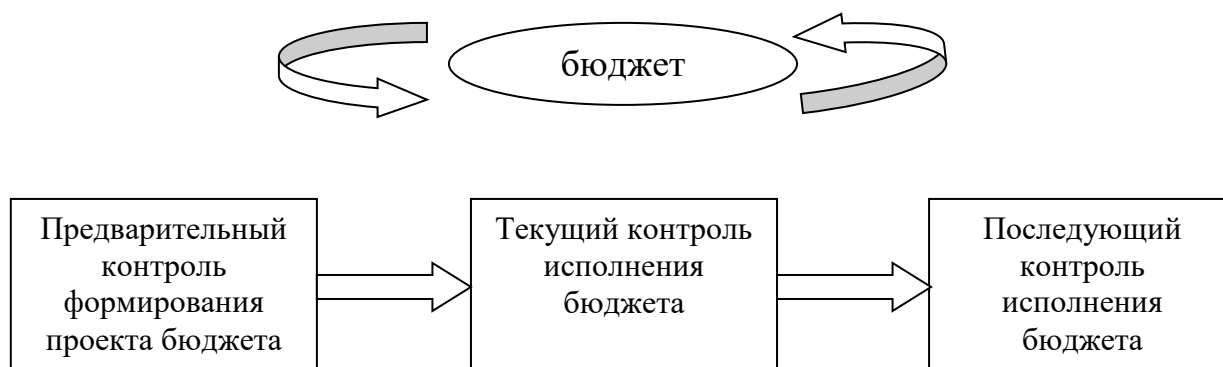 бюджет
Предварительный
контроль
формирования
проекта бюджета
Текущий контроль
исполнения
бюджета
Последующий
контроль
исполнения
бюджета